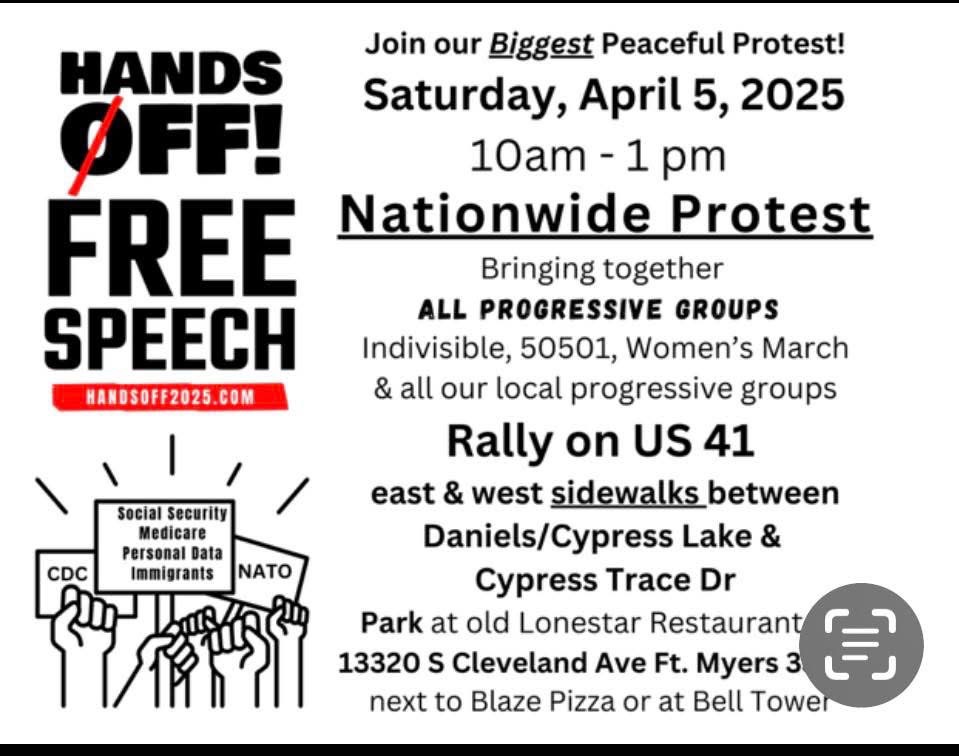 HANDS
OFF!
FREE
SPEECH
HANDSOFF2025.COM
Social Security
Medicare
Personal Data
Immigrants
CDC
NATO
Join our Biggest Peaceful Protest!
Saturday, April 5, 2025
10am - 1 pm
Nationwide Protest
Bringing together
ALL PROGRESSIVE GROUPS
Indivisible, 50501, Women's March
& all our local progressive groups
Rally on US 41
east & west sidewalks between
Daniels/Cypress Lake &
Cypress Trace Dr
Park at old Lonestar Restaurant
13320 S Cleveland Ave Ft. Myers
next to Blaze Pizza or at Bell Tower